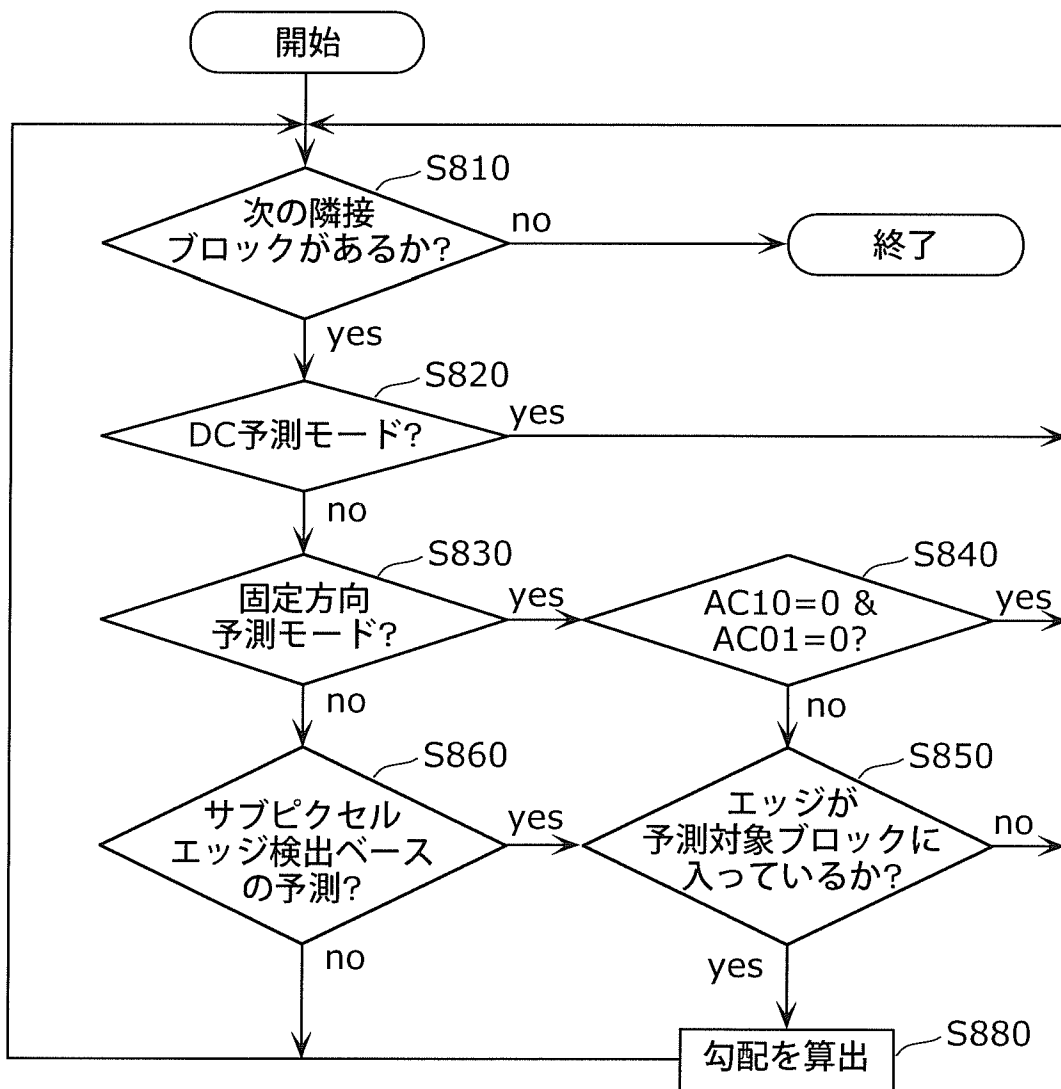 開始
S810
次の隣接
ブロックがあるか?
no
終了
yes
S820
DC予測モード?
yes
no
S830
固定方向
予測モード?
yes
S840
AC10=0 &
AC01=0?
yes
no
no
S860
サブピクセル
エッジ検出ベース
の予測?
yes
S850
エッジが
予測対象ブロックに
入っているか?
no
no
yes
S880
勾配を算出